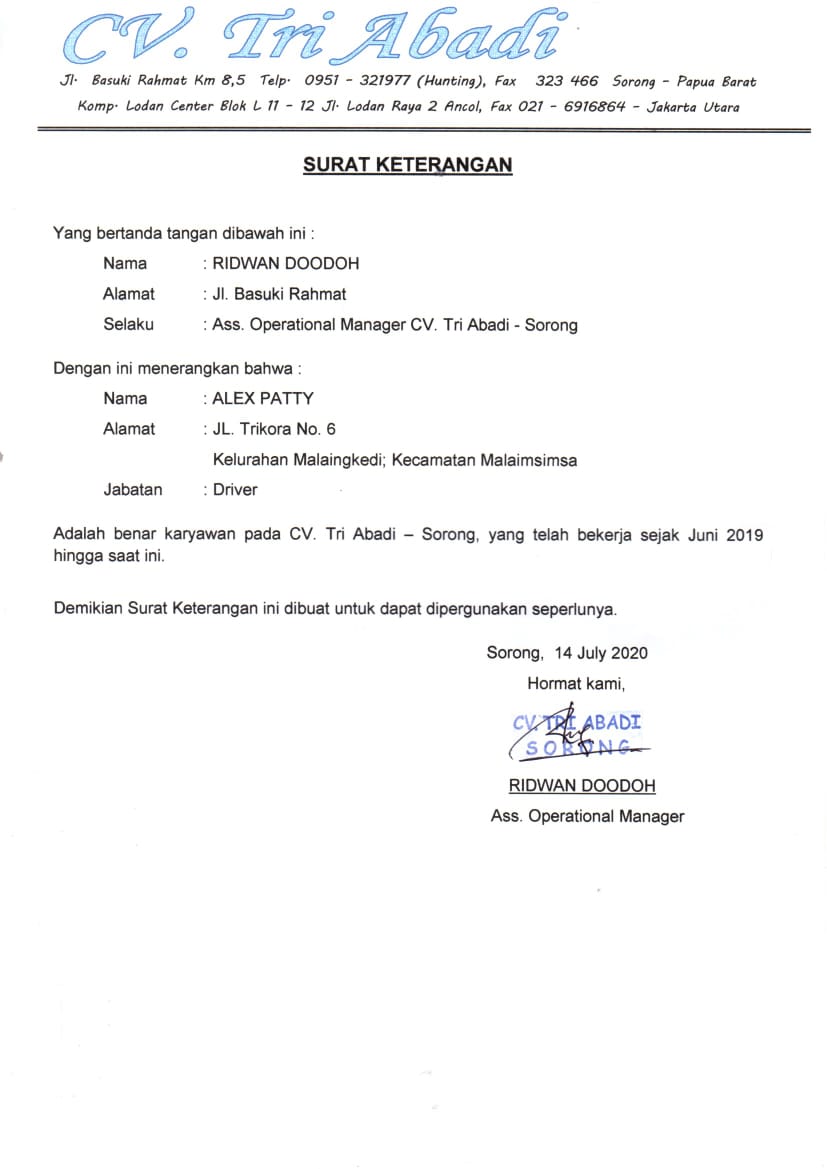 CV. Tri Abadi
Jl. Basuki Rahmat Km 8,5 Telp. 0951 - 321977 (Hunting), Fax 323 466 Sorong - Papua Barat
Komp. Lodan Center Blok L 11 - 12 Jl. Lodan Raya 2 Ancol, Fax 021 - 6916864 - Jakarta Utara
SURAT KETERANGAN
Yang bertanda tangan dibawah ini :
Nama : RIDWAN DOODOH
Alamat : Jl. Basuki Rahmat
Selaku : Ass. Operational Manager CV. Tri Abadi - Sorong
Dengan ini menerangkan bahwa :
Nama : ALEX PATTY
Alamat : JL. Trikora No. 6
Kelurahan Malaingkedi; Kecamatan Malaimsimsa
Jabatan : Driver
Adalah benar karyawan pada CV. Tri Abadi – Sorong, yang telah bekerja sejak Juni 2019
hingga saat ini.
Demikian Surat Keterangan ini dibuat untuk dapat dipergunakan seperlunya.
Sorong, 14 July 2020
Hormat kami,
CV. TRI ABADI
SORONG
RIDWAN DOODOH
Ass. Operational Manager